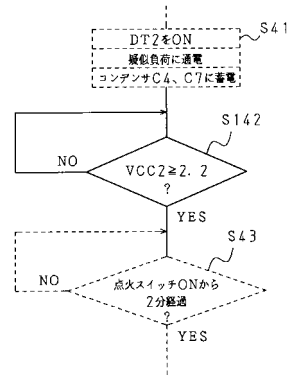 S41
DT2をON
疑似負荷に通電
コンデンサC4、C7に蓄電
S142
NO
VCC2≧2.2
?
YES
S43
NO
点火スイッチONから
2分経過
?
YES